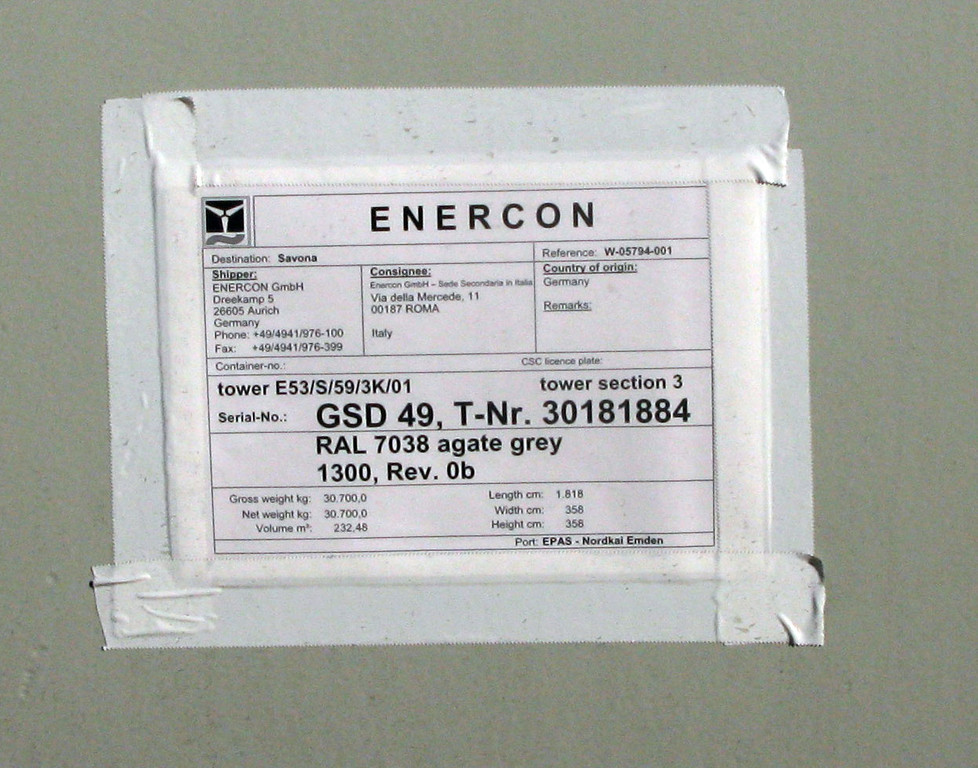 ENERCON
Destination: Savona
Reference: W-05794-001
Shipper:
ENERCON GmbH
Dreekamp 5
26605 Aurich
Germany
Phone: +49/4941/976-100
Fax: +49/4941/976-399
Consignee:
Enercon GmbH – Sede Secondaria in Italia
Via della Mercede, 11
00187 ROMA
Italy
Country of origin:
Germany
Remarks:
Container-no.:
CSC licence plate:
tower E53/S/59/3K/01 tower section 3
Serial-No.: GSD 49, T-Nr. 30181884
RAL 7038 agate grey
1300, Rev. 0b
Gross weight kg: 30.700,0
Net weight kg: 30.700,0
Volume m³: 232,48
Length cm: 1.818
Width cm: 358
Height cm: 358
Port: EPAS - Nordkai Emden